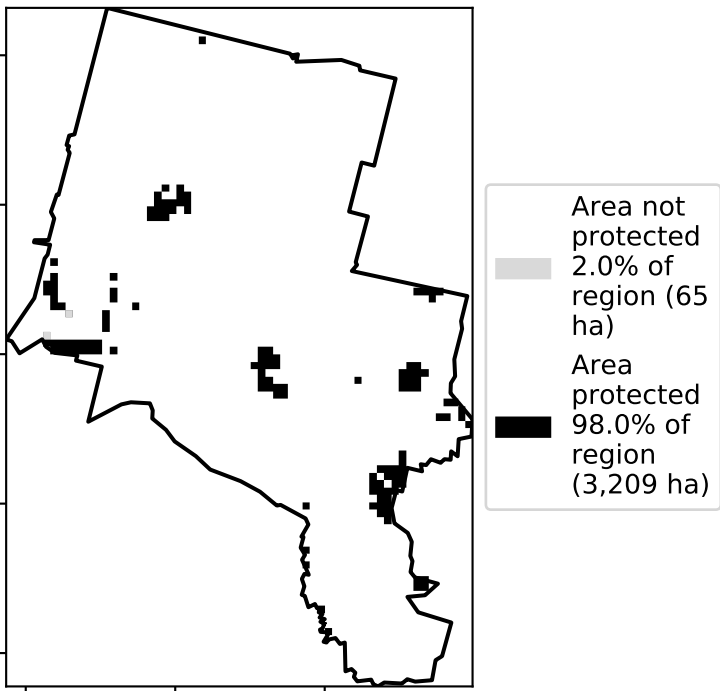 Area not
protected
2.0% of
region (65
ha)
Area
protected
98.0% of
region
(3,209 ha)